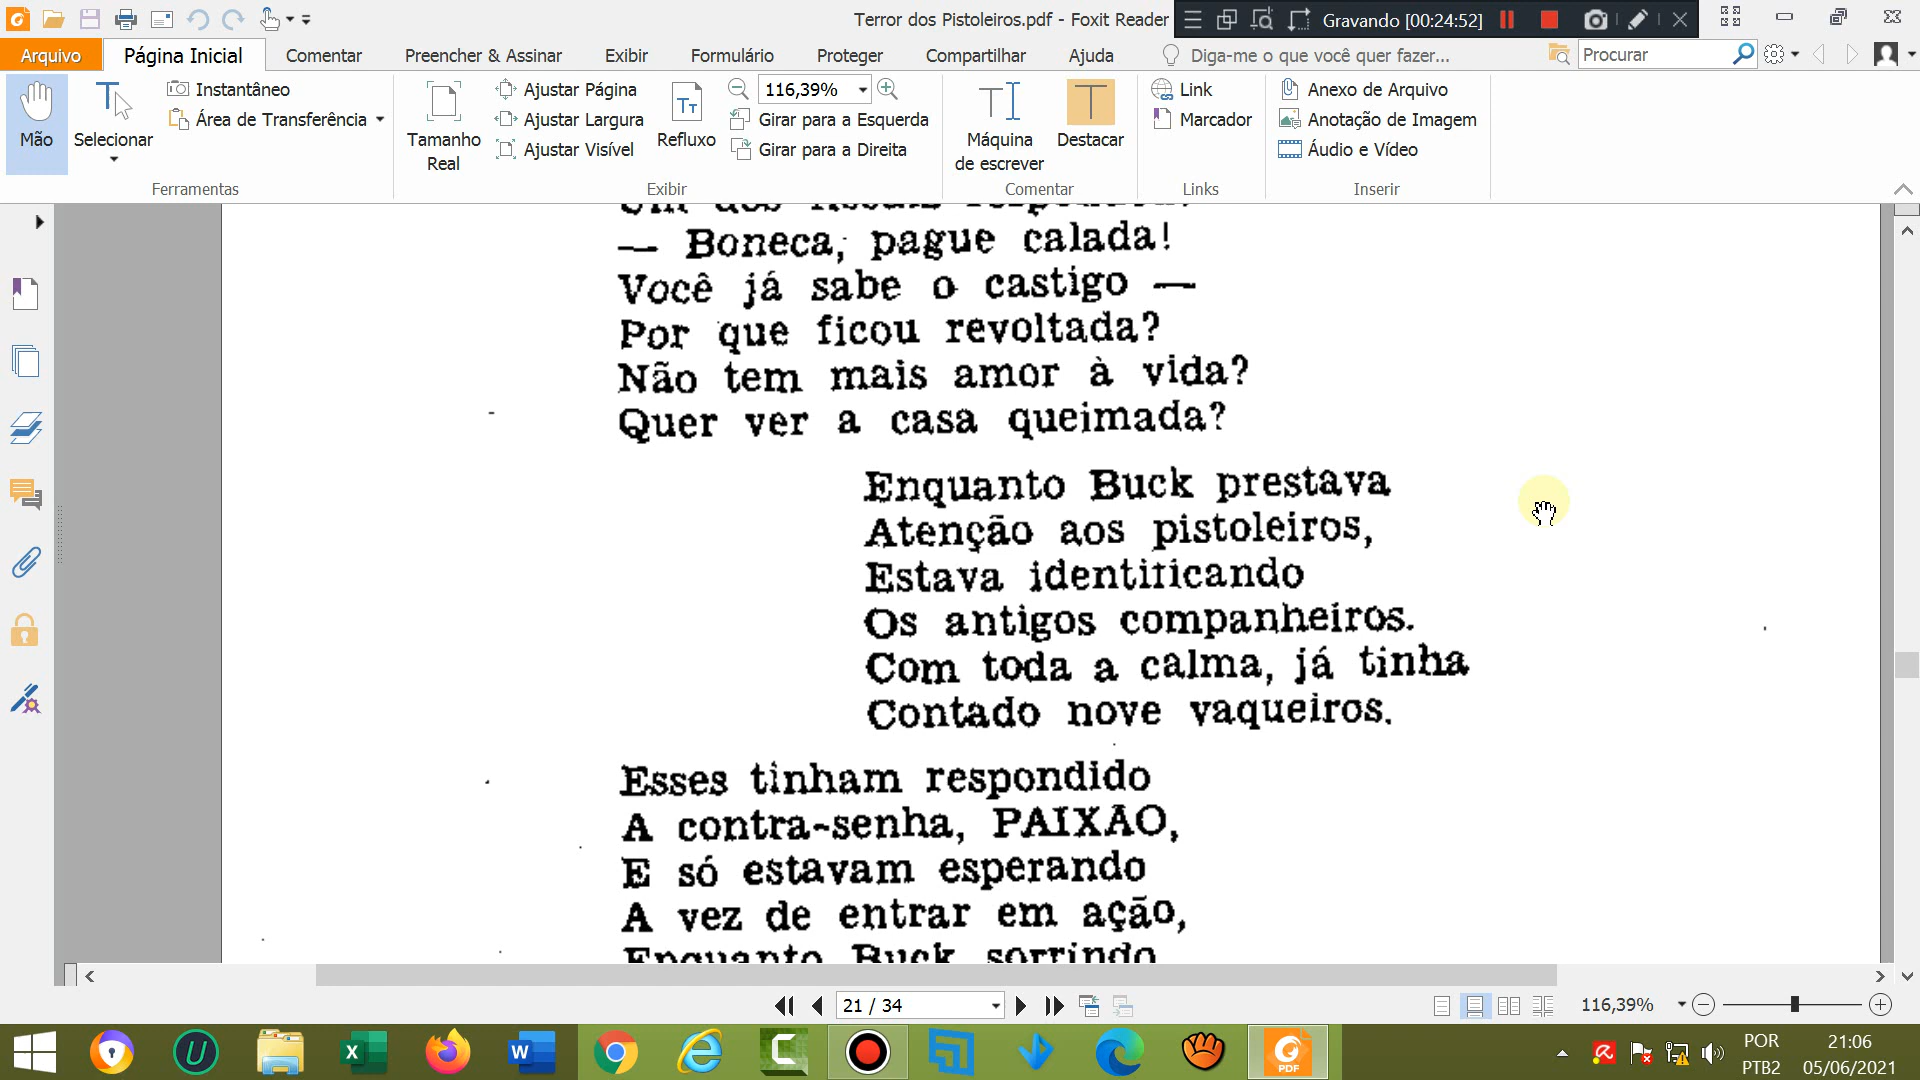 Terror dos Pistoleiros.pdf - Foxit Reader
Gravando [00:24:52]
Arquivo
Página Inicial
Comentar
Preencher & Assinar
Exibir
Formulário
Proteger
Compartilhar
Ajuda
Diga-me o que você quer fazer...
Procurar
Mão
Selecionar
Instantâneo
Área de Transferência
Ferramentas
Tamanho
Real
Ajustar Página
Ajustar Largura
Ajustar Visível
Refluxo
116,39%
Girar para a Esquerda
Girar para a Direita
Exibir
Máquina
de escrever
Destacar
Comentar
Link
Marcador
Links
Anexo de Arquivo
Anotação de Imagem
Áudio e Vídeo
Inserir
— Boneca, pague calada!
Você já sabe o castigo —
Por que ficou revoltada?
Não tem mais amor à vida?
Quer ver a casa queimada?
Enquanto Buck prestava
Atenção aos pistoleiros,
Estava identificando
Os antigos companheiros.
Com toda a calma, já tinha
Contado nove vaqueiros.
Esses tinham respondido
A contra-senha, PAIXÃO,
E só estavam esperando
A vez de entrar em ação,
Enquanto Buck sorrindo
21 / 34
116,39%
POR
PTB2
21:06
05/06/2021